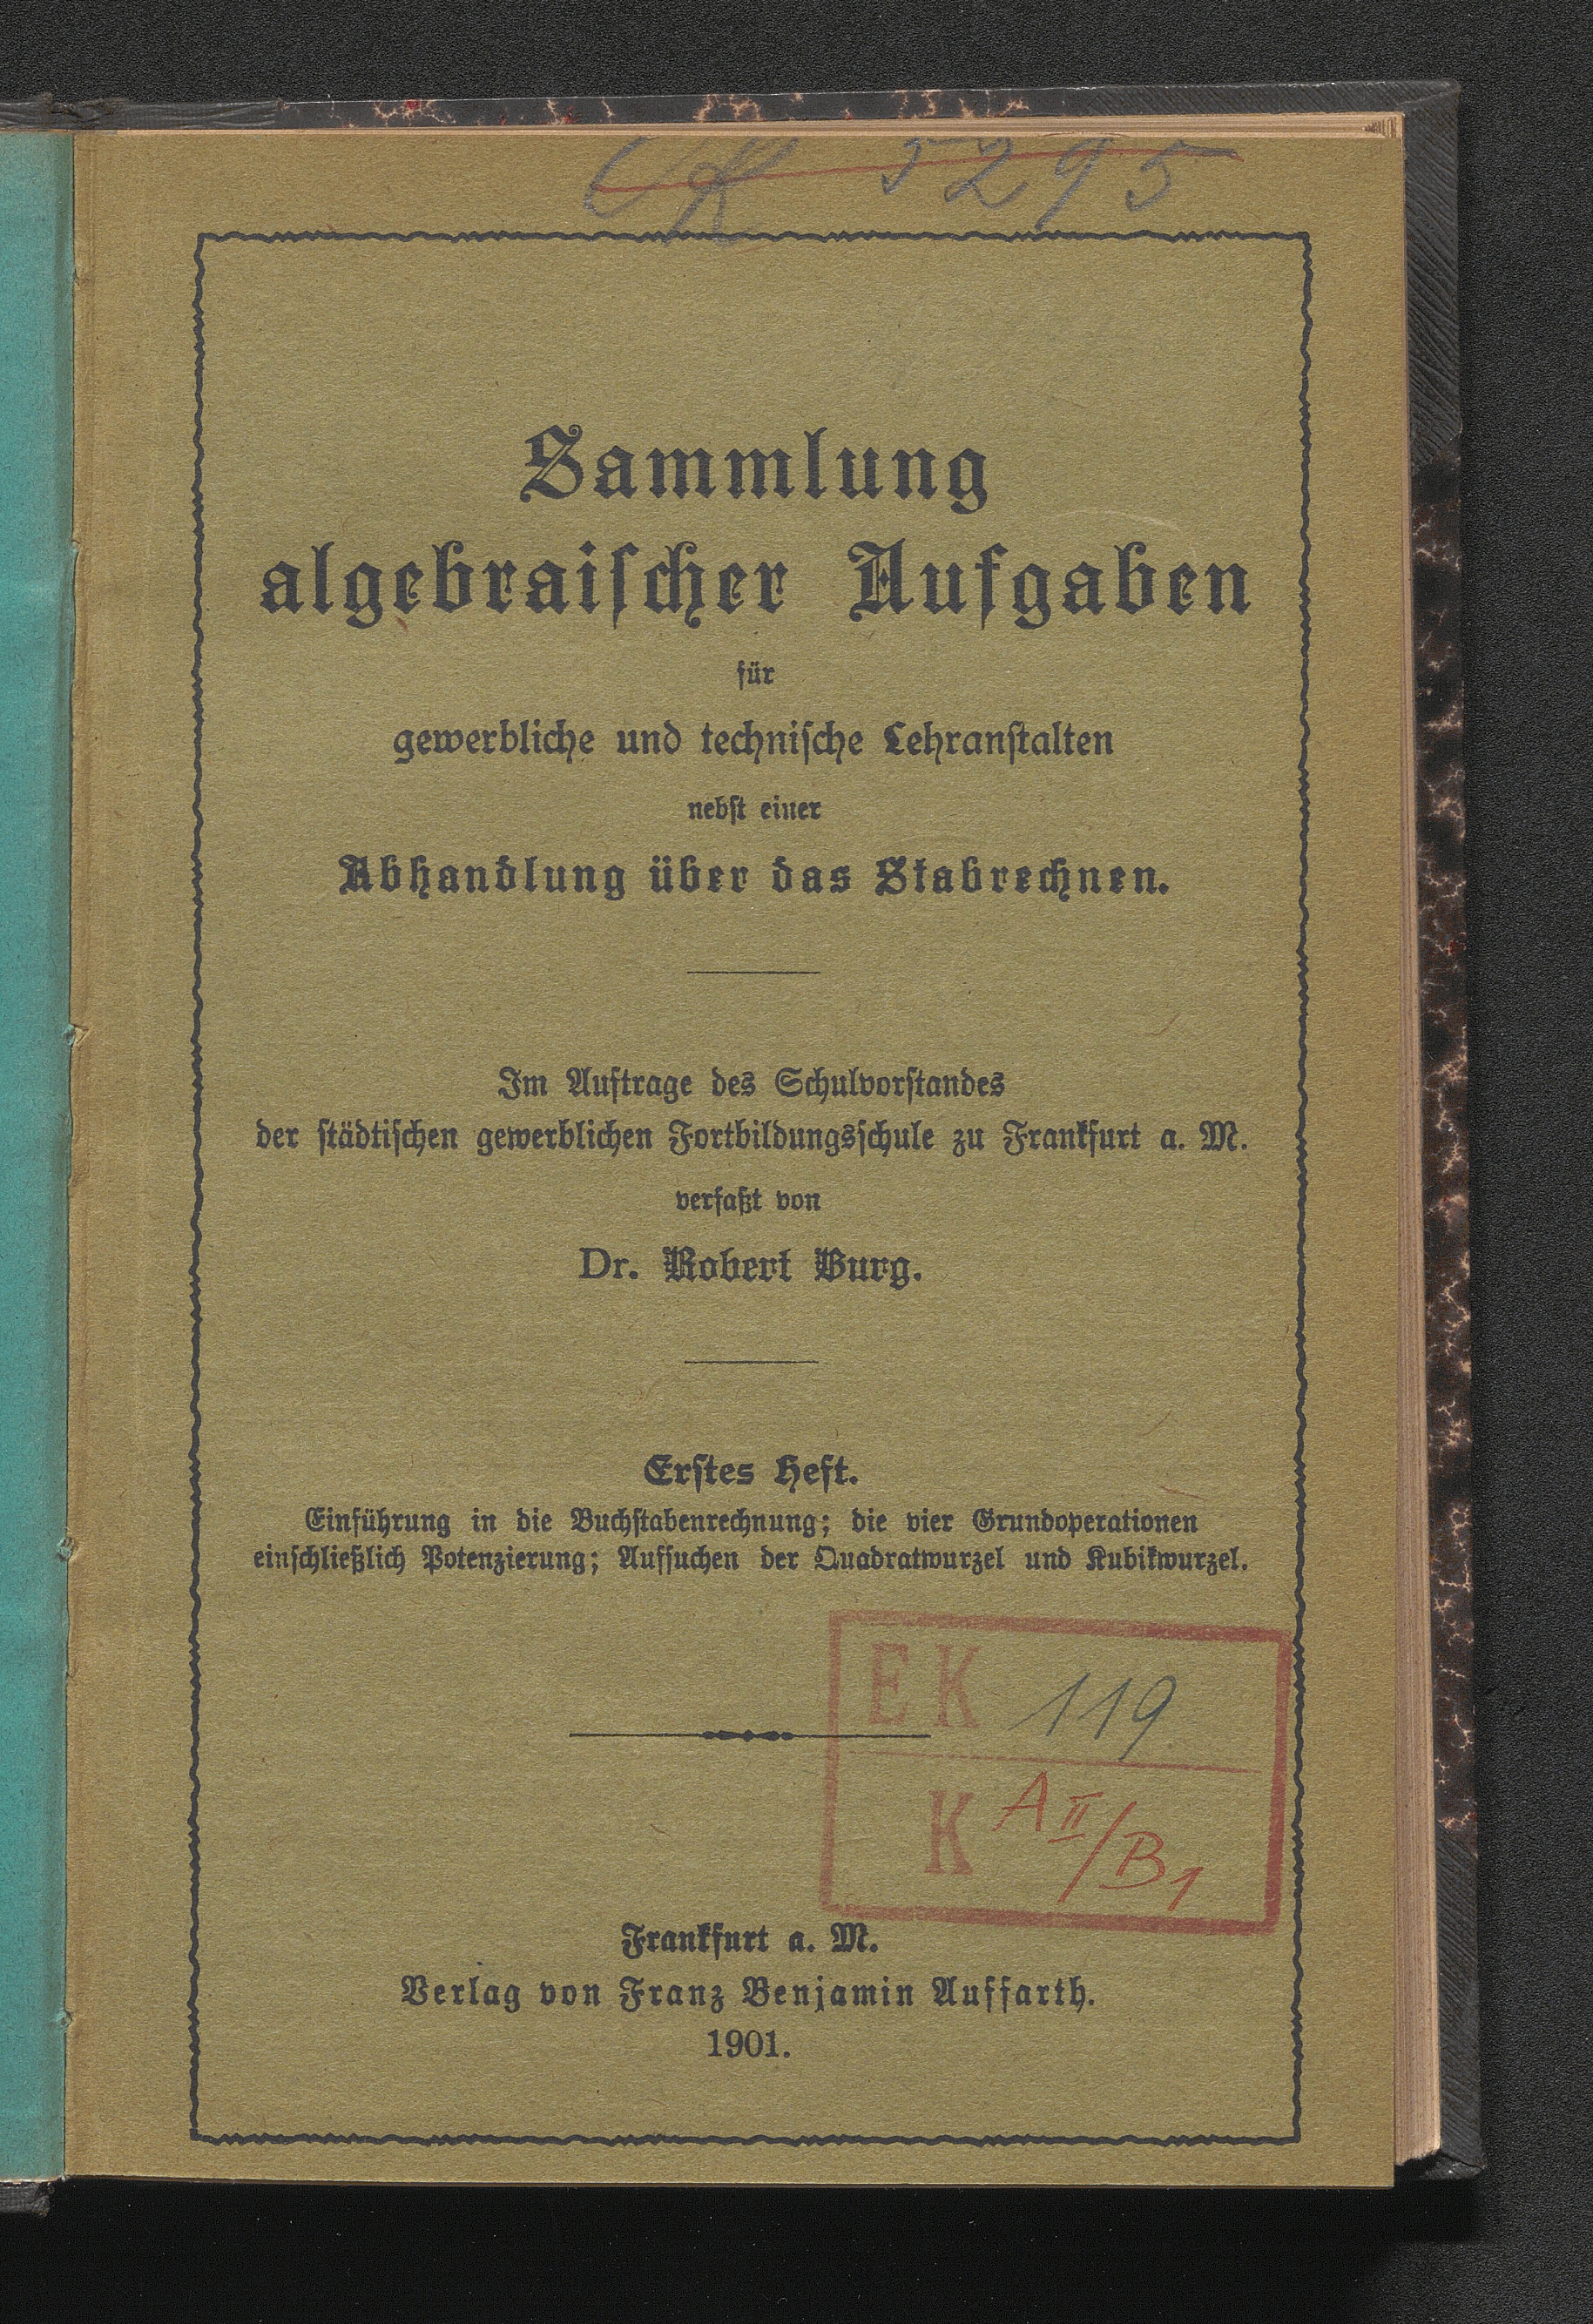 5295
Sammlung
algebraischer Aufgaben
für
gewerbliche und technische Lehranstalten
nebst einer
Abhandlung über das Stabrechnen.
Im Auftrage des Schulvorstandes
der städtischen gewerblichen Fortbildungsschule zu Frankfurt a. M.
verfaßt von
Dr. Robert Burg.
Erstes Heft.
Einführung in die Buchstabenrechnung; die vier Grundoperationen
einschließlich Potenzierung; Aufsuchen der Quadratwurzel und Kubikwurzel.
EK 119
K A II/B1
Frankfurt a. M.
Verlag von Franz Benjamin Auffarth.
1901.